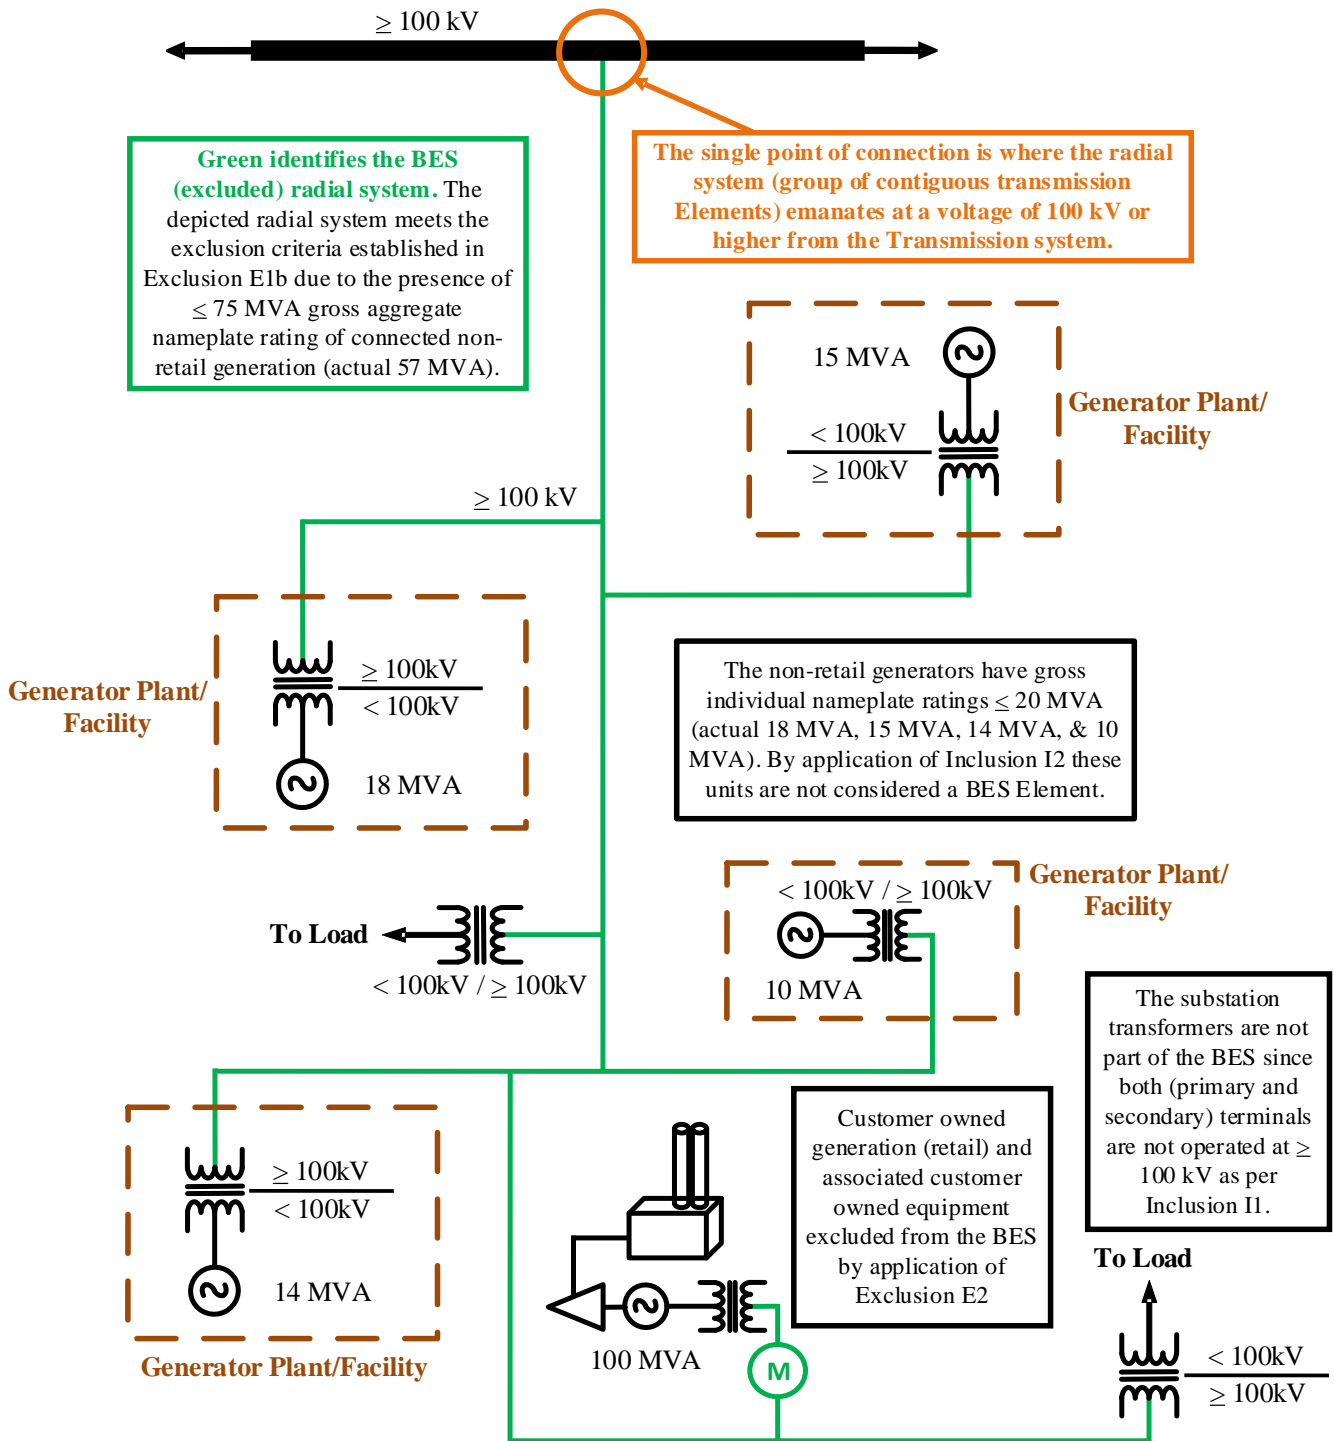 ≥ 100 kV
Green identifies the BES
(excluded) radial system. The
depicted radial system meets the
exclusion criteria established in
Exclusion E1b due to the presence of
≤ 75 MVA gross aggregate
nameplate rating of connected non-
retail generation (actual 57 MVA).
The single point of connection is where the radial
system (group of contiguous transmission
Elements) emanates at a voltage of 100 kV or
higher from the Transmission system.
15 MVA
< 100kV
≥ 100kV
Generator Plant/
Facility
≥ 100 kV
Generator Plant/
Facility
≥ 100kV
< 100kV
18 MVA
The non-retail generators have gross
individual nameplate ratings ≤ 20 MVA
(actual 18 MVA, 15 MVA, 14 MVA, & 10
MVA). By application of Inclusion I2 these
units are not considered a BES Element.
To Load
< 100kV / ≥ 100kV
< 100kV / ≥ 100kV
10 MVA
Generator Plant/
Facility
The substation
transformers are not
part of the BES since
both (primary and
secondary) terminals
are not operated at ≥
100 kV as per
Inclusion I1.
≥ 100kV
< 100kV
14 MVA
Generator Plant/Facility
Customer owned
generation (retail) and
associated customer
owned equipment
excluded from the BES
by application of
Exclusion E2
100 MVA
M
To Load
< 100kV
≥ 100kV